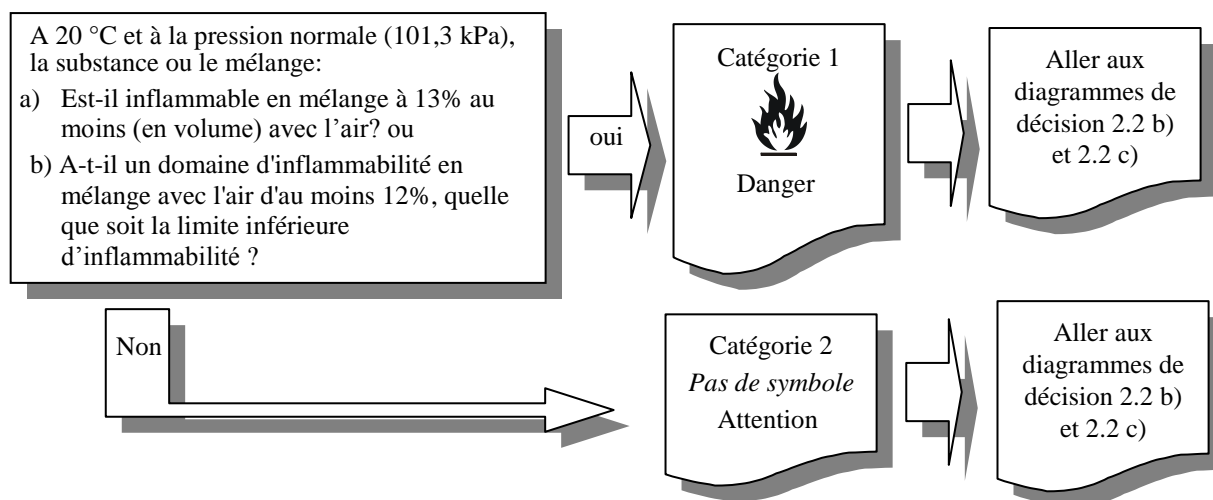 A 20 °C et à la pression normale (101,3 kPa),
la substance ou le mélange:
a) Est-il inflammable en mélange à 13% au
moins (en volume) avec l’air? ou
b) A-t-il un domaine d'inflammabilité en
mélange avec l'air d'au moins 12%, quelle
que soit la limite inférieure
d’inflammabilité ?
oui
Catégorie 1
Danger
Aller aux
diagrammes de
décision 2.2 b)
et 2.2 c)
Non
Catégorie 2
Pas de symbole
Attention
Aller aux
diagrammes de
décision 2.2 b)
et 2.2 c)